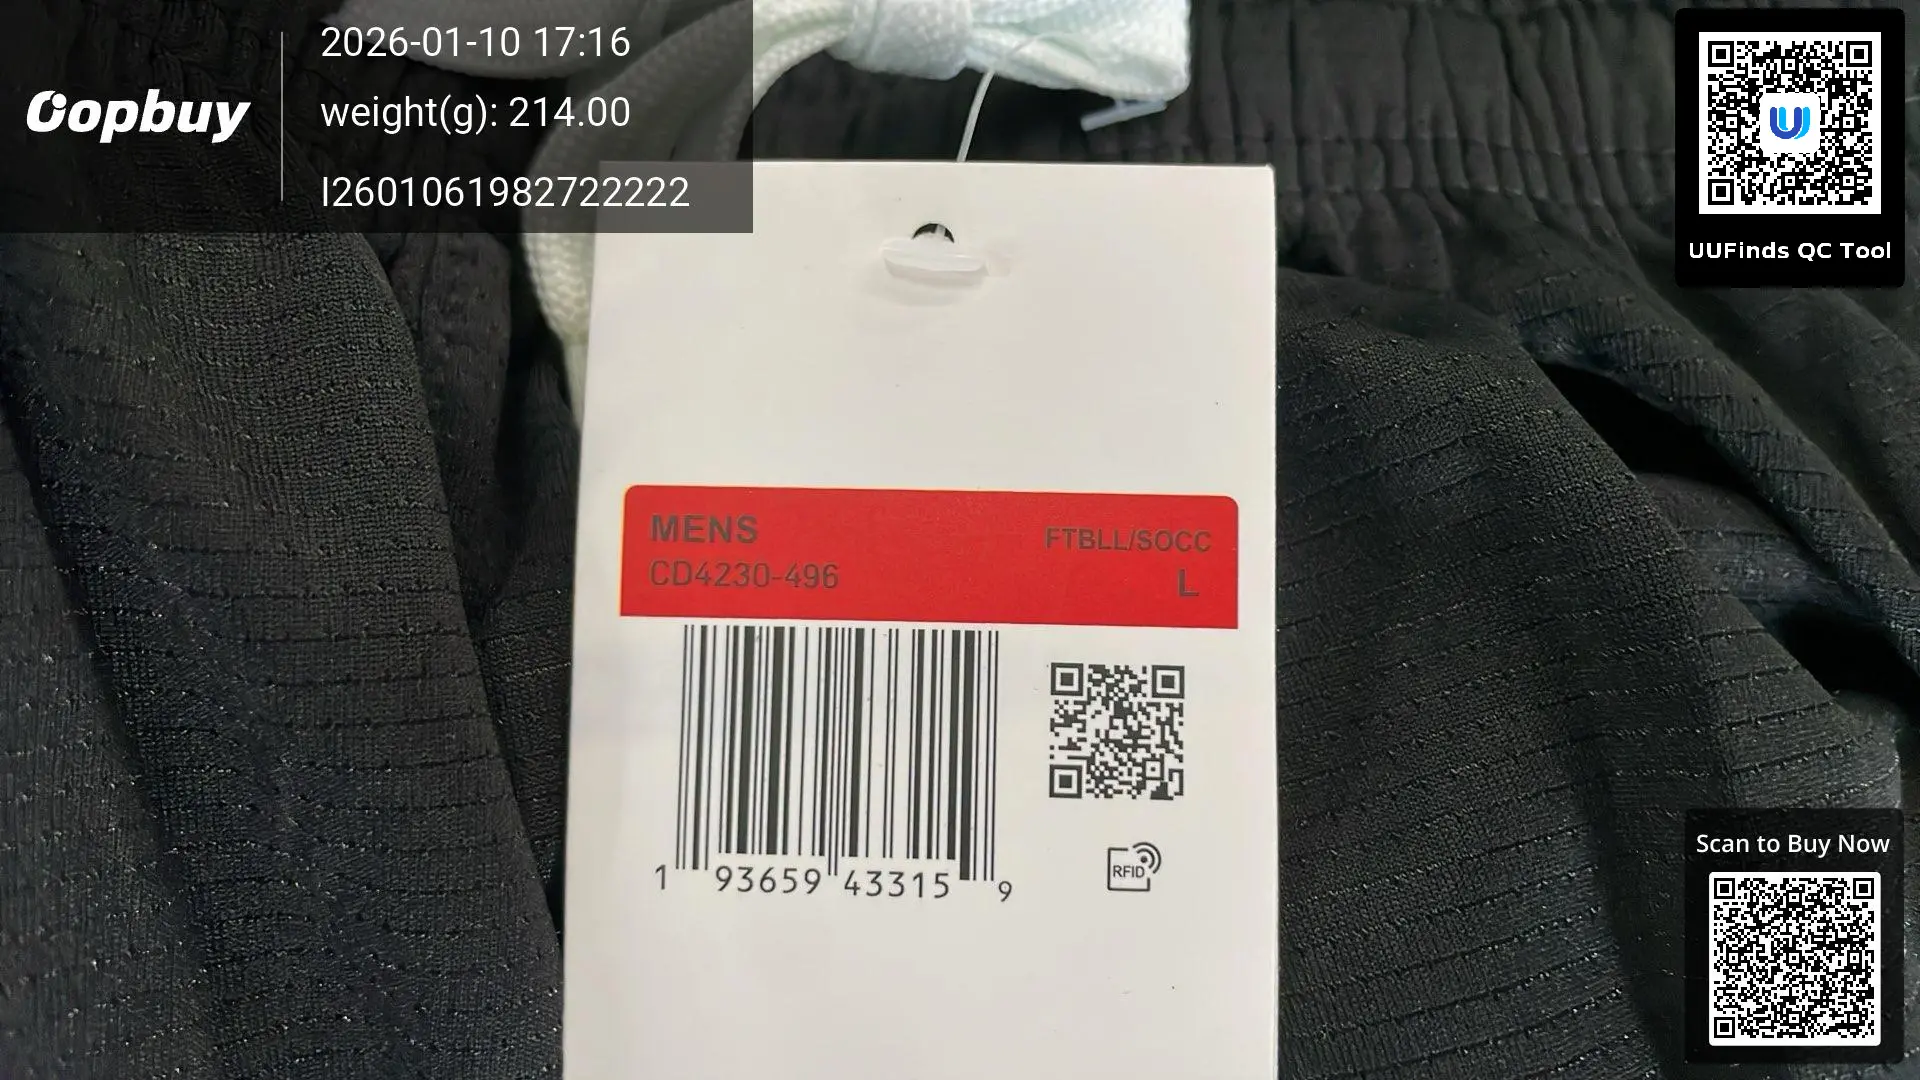 Oopbuy
2026-01-10 17:16
weight(g): 214.00
I2601061982722222
UUFinds QC Tool
MENS
FTBLL/SOCC
CD4230-496
L
1 93659 43315 9
RFID
Scan to Buy Now